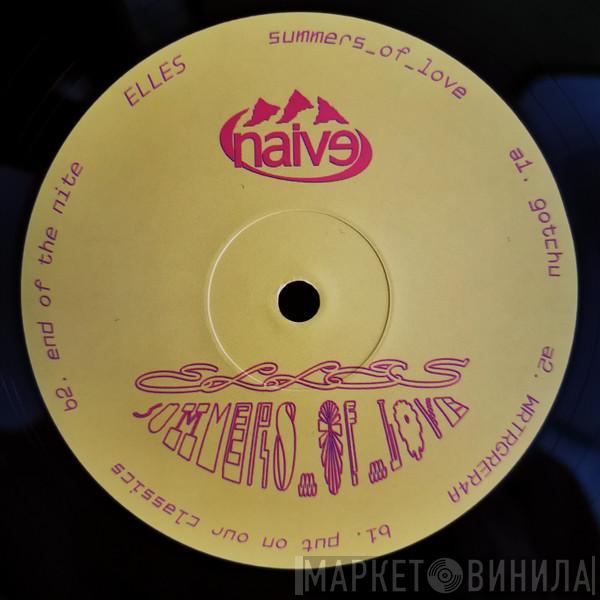 ELLES
summers_of_love
a1. gotchu
a2. WRTRGRER4A
b1. put on our classics
b2. end of the nite
naive
ELLES
SUMMERS_OF_LOVE
МАРКЕТ ВИНИЛА